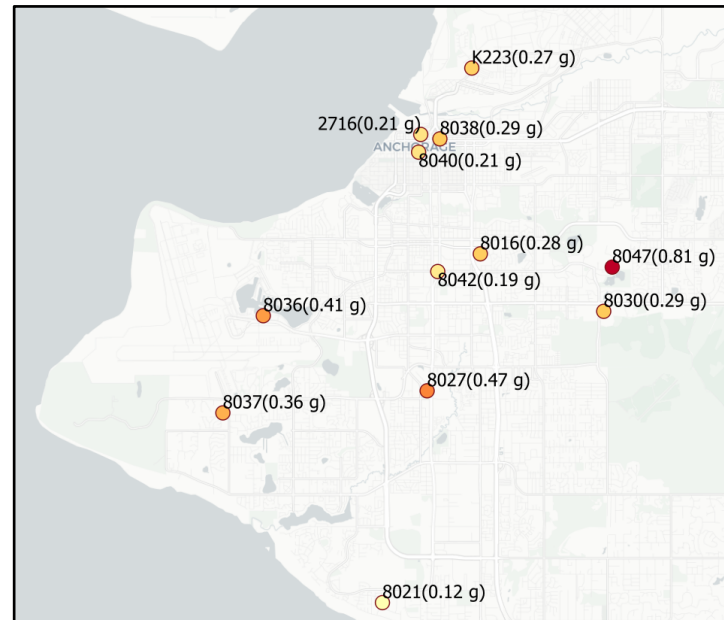 K223(0.27 g)
2716(0.21 g)
8038(0.29 g)
ANCHORAGE
8040(0.21 g)
8016(0.28 g)
8047(0.81 g)
8042(0.19 g)
8036(0.41 g)
8030(0.29 g)
8027(0.47 g)
8037(0.36 g)
8021(0.12 g)